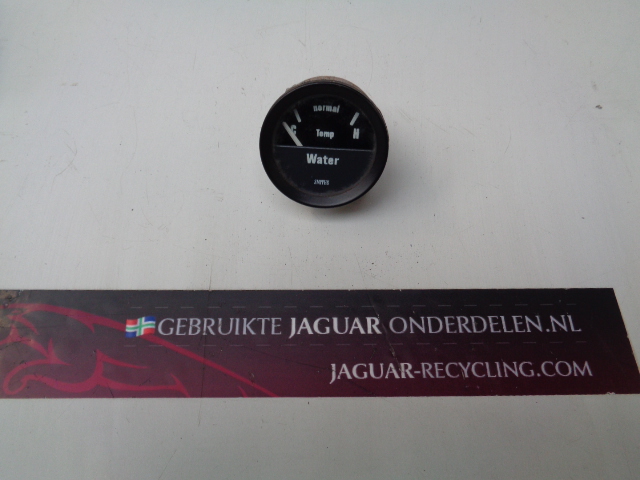 normal
C Temp H
Water
GEBRUIKTE JAGUAR ONDERDELEN.NL
JAGUAR-RECYCLING.COM